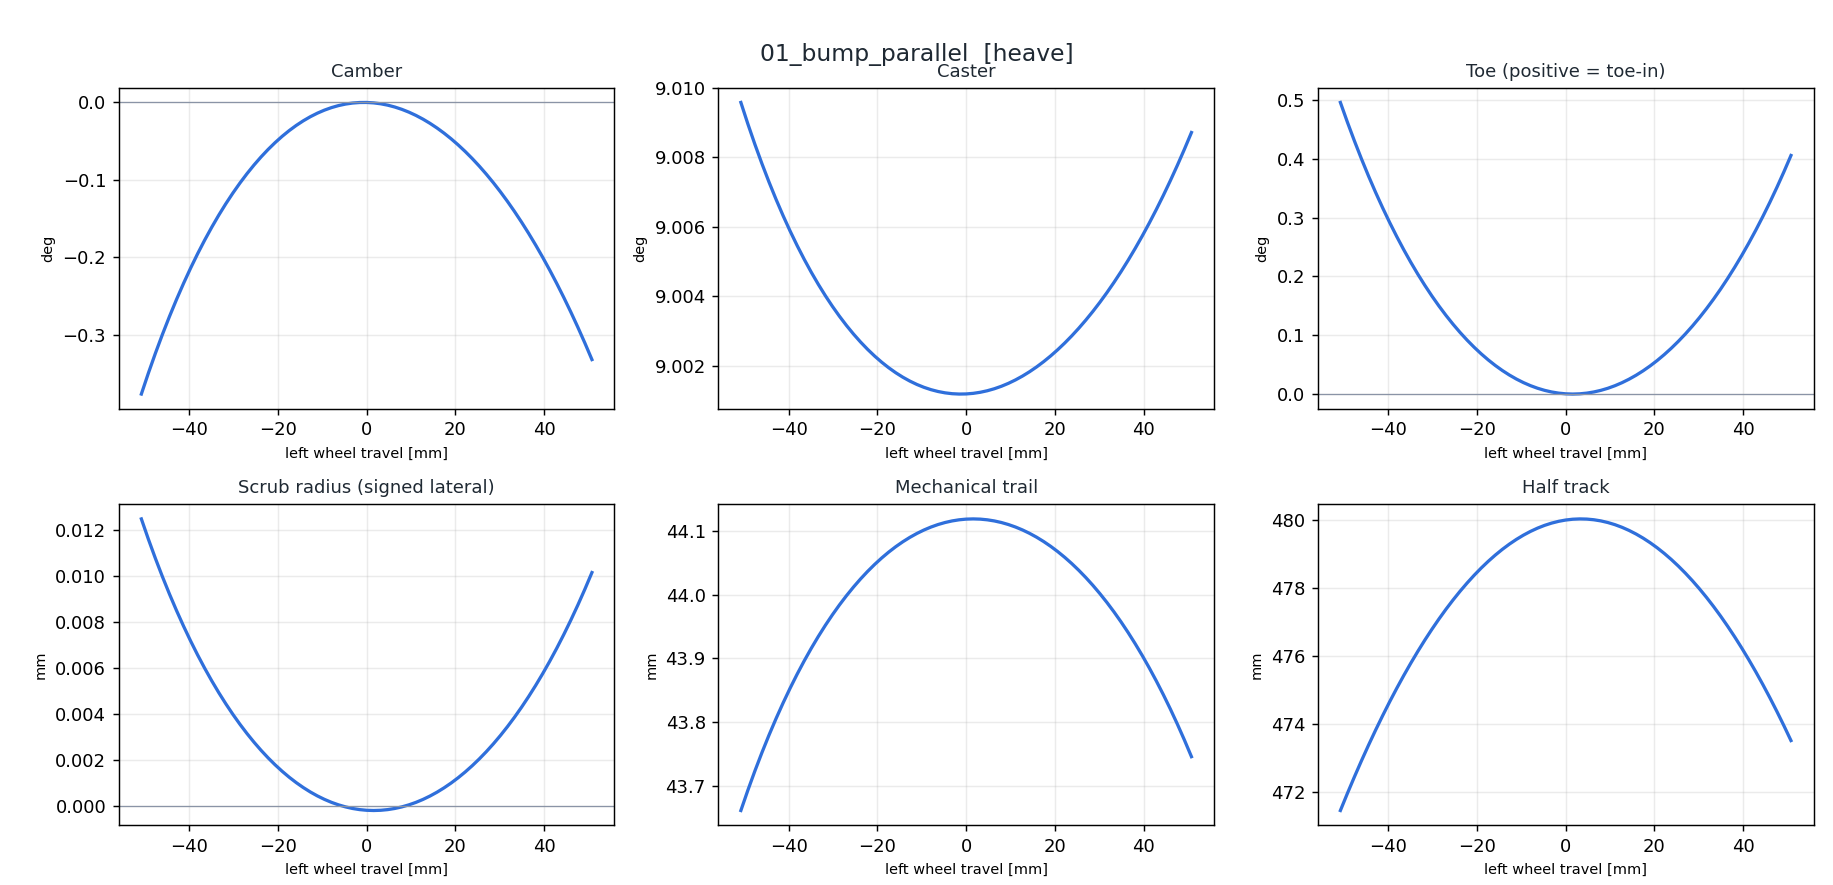 01_bump_parallel  [heave]
Camber
0.0
−0.1
−0.2
−0.3
deg
−40 −20 0 20 40
left wheel travel [mm]
Caster
9.010
9.008
9.006
9.004
9.002
deg
−40 −20 0 20 40
left wheel travel [mm]
Toe (positive = toe-in)
0.5
0.4
0.3
0.2
0.1
0.0
deg
−40 −20 0 20 40
left wheel travel [mm]
Scrub radius (signed lateral)
0.012
0.010
0.008
0.006
0.004
0.002
0.000
mm
−40 −20 0 20 40
left wheel travel [mm]
Mechanical trail
44.1
44.0
43.9
43.8
43.7
mm
−40 −20 0 20 40
left wheel travel [mm]
Half track
480
478
476
474
472
mm
−40 −20 0 20 40
left wheel travel [mm]